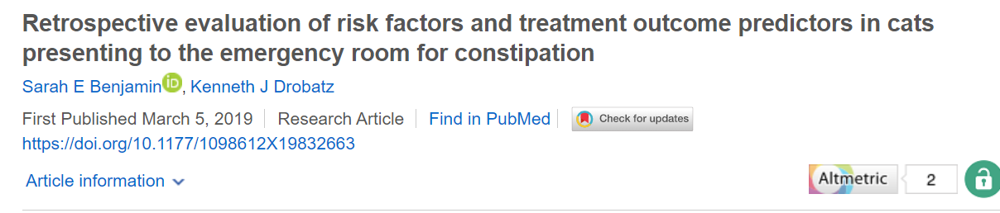 Retrospective evaluation of risk factors and treatment outcome predictors in cats
presenting to the emergency room for constipation
Sarah E Benjamin iD, Kenneth J Drobatz
First Published March 5, 2019 Research Article Find in PubMed Check for updates
https://doi.org/10.1177/1098612X19832663
Article information
Altmetric 2